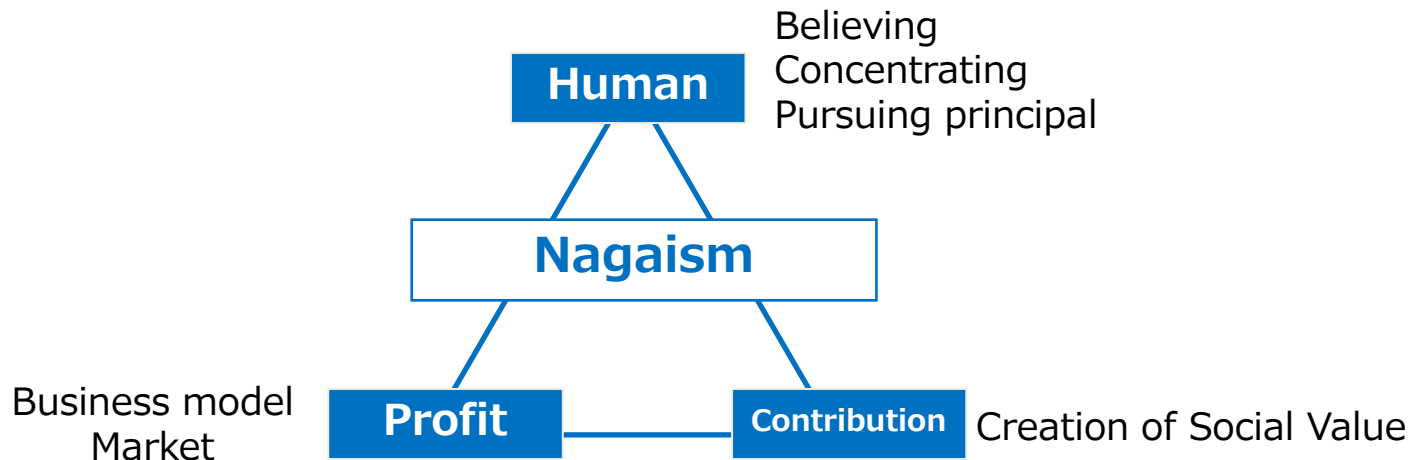 Human
Believing
Concentrating
Pursuing principal
Nagaism
Business model
Market
Profit
Contribution
Creation of Social Value